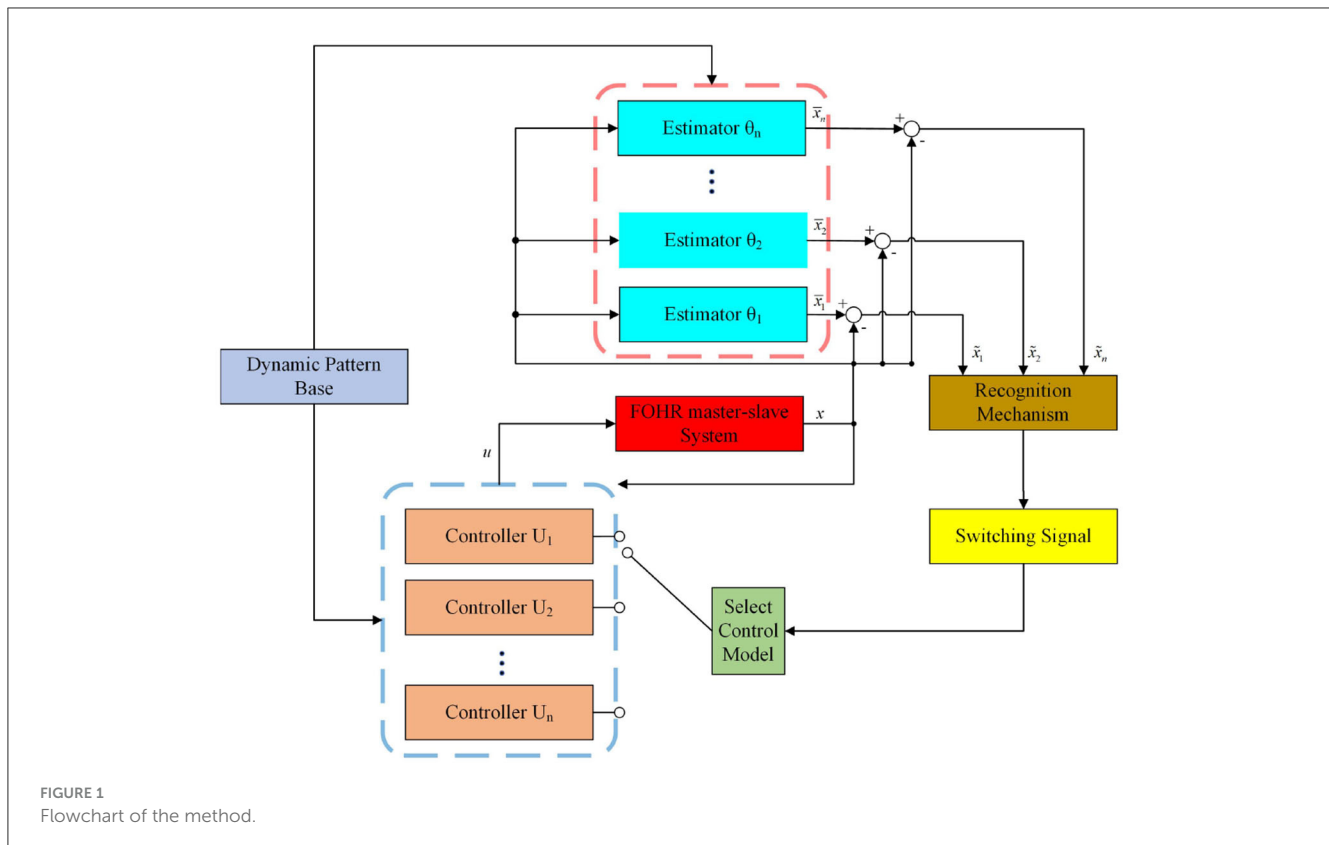 Estimator θₙ
x̄ₙ
+
-
Estimator θ₂
x̄₂
+
-
Estimator θ₁
x̄₁
+
-
x̃₁
x̃₂
x̃ₙ
Dynamic Pattern
Base
FOHR master-slave
System
x
Recognition
Mechanism
u
Controller U₁
Switching Signal
Controller U₂
Select
Control
Model
Controller Uₙ
FIGURE 1
Flowchart of the method.